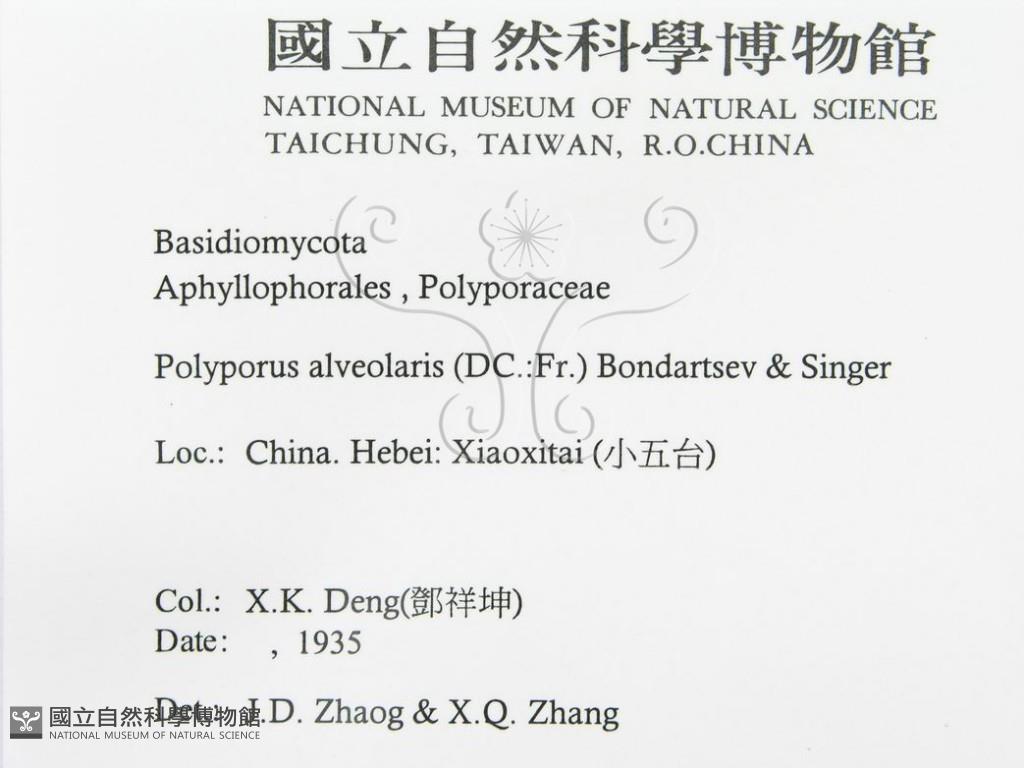 國立自然科學博物館
NATIONAL MUSEUM OF NATURAL SCIENCE
TAICHUNG, TAIWAN, R.O.CHINA
Basidiomycota
Aphyllophorales , Polyporaceae
Polyporus alveolaris (DC.:Fr.) Bondartsev & Singer
Loc.: China. Hebei: Xiaoxitai (小五台)
Col.: X.K. Deng(鄧祥坤)
Date: , 1935
Det.: J.D. Zhaog & X.Q. Zhang
國立自然科學博物館
NATIONAL MUSEUM OF NATURAL SCIENCE